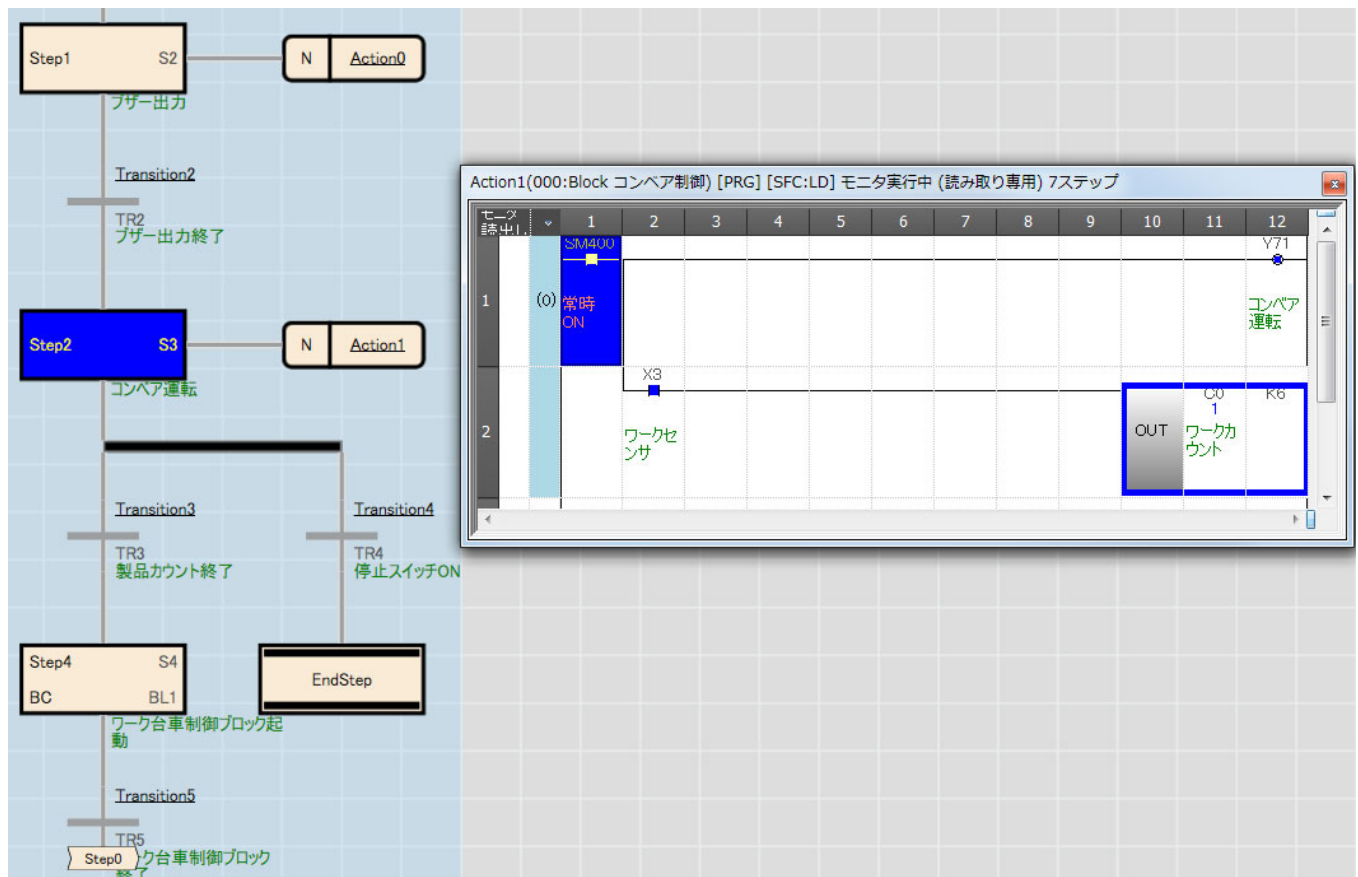 Step1 S2
N Action0
ブザー出力
Transition2
TR2
ブザー出力終了
Step2 S3
N Action1
コンベア運転
Transition3
TR3
製品カウント終了
Transition4
TR4
停止スイッチON
Step4 S4
BC BL1
ワーク台車制御ブロック起
動
EndStep
Transition5
TR5
Step0
ク台車制御ブロック
終了
Action1(000:Block コンベア制御) [PRG] [SFC:LD] モニタ実行中 (読み取り専用) 7ステップ
モニタ
読出し 1 2 3 4 5 6 7 8 9 10 11 12
SM400 Y71
1 (0) 常時
ON
コンベア
運転
X3
C0 K6
1
2
ワークセ
ンサ
OUT ワークカ
ウント